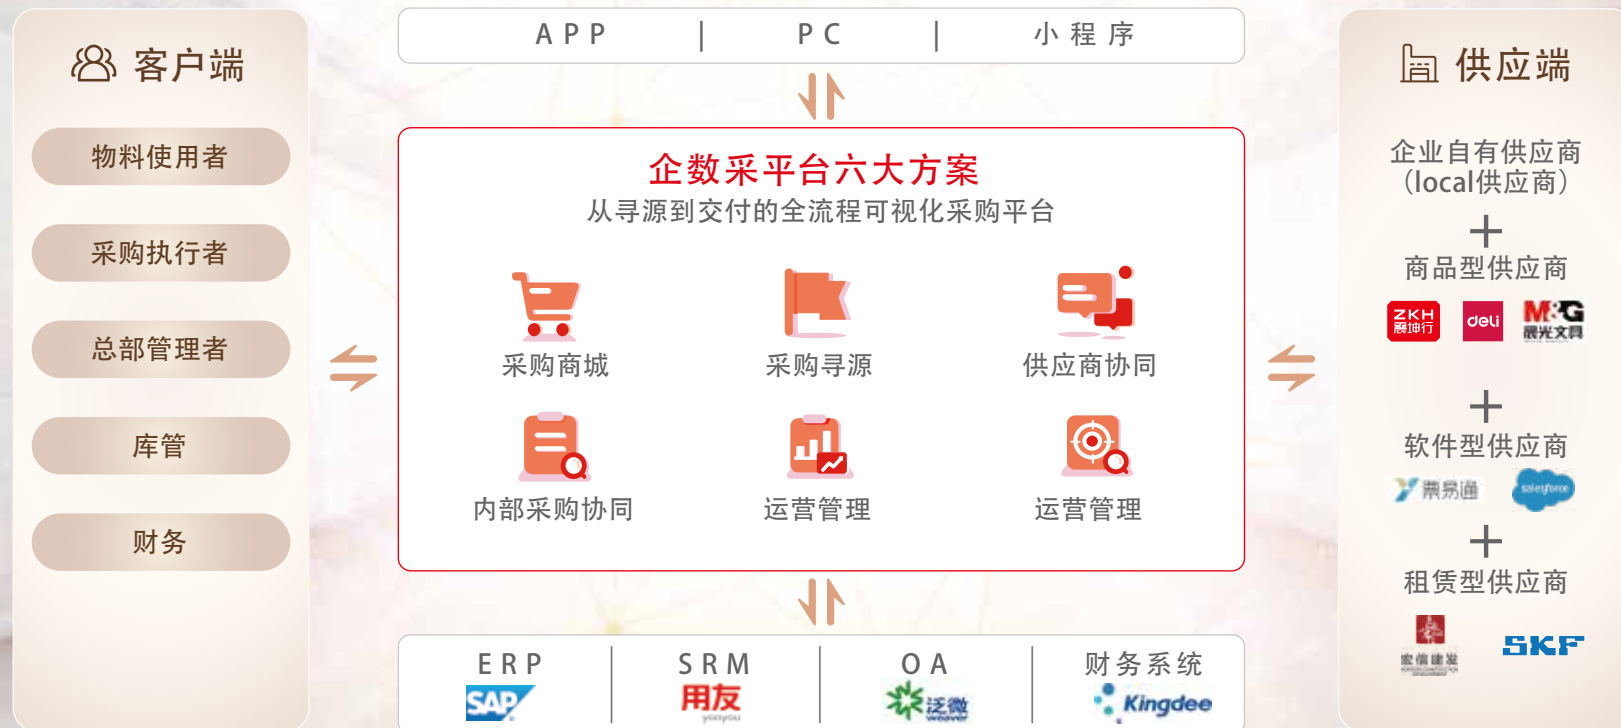 客户端
物料使用者
采购执行者
总部管理者
库管
财务
APP | PC | 小程序
企数采平台六大方案
从寻源到交付的全流程可视化采购平台
采购商城
采购寻源
供应商协同
内部采购协同
运营管理
运营管理
ERP
SRM
OA
财务系统
SAP
用友
yonyou
泛微
weaver
Kingdee
供应端
企业自有供应商
（local供应商）
+
商品型供应商
ZKH
震坤行
deli
M&G
晨光文具
+
软件型供应商
票易通
salesforce
+
租赁型供应商
宏信建发
SKF